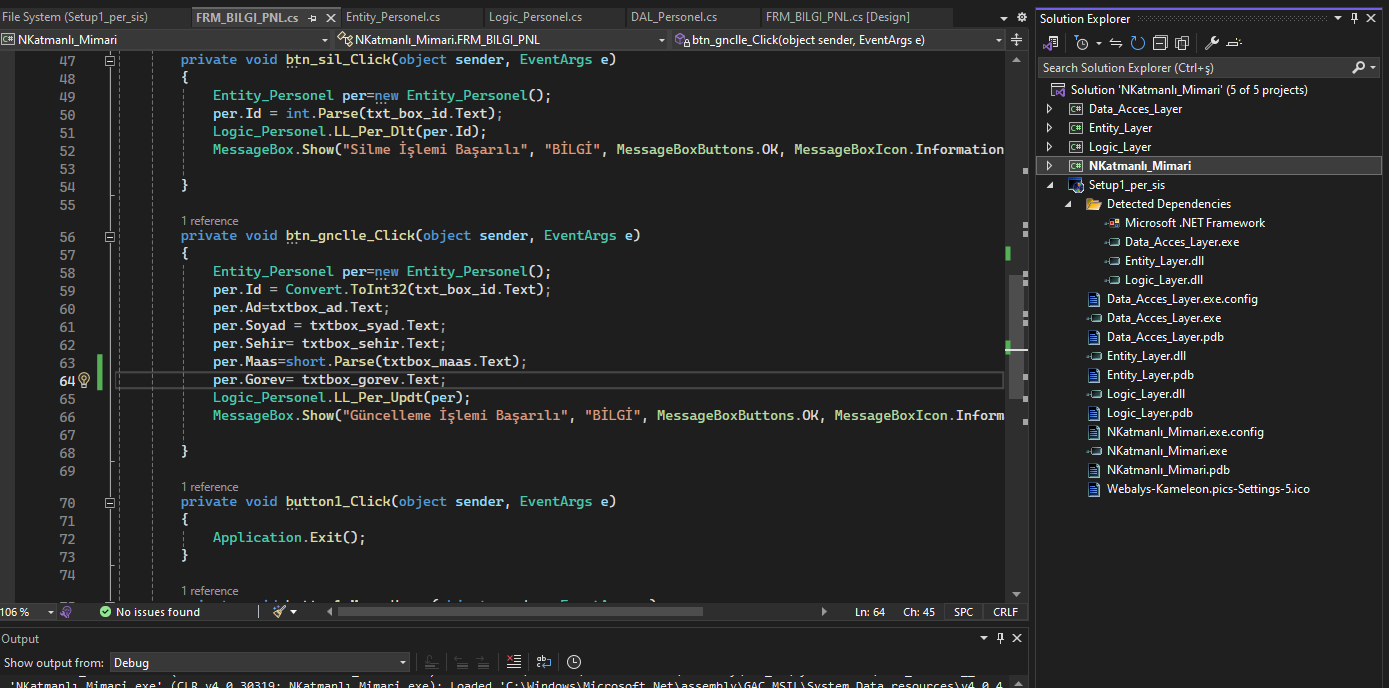 File System (Setup1_per_sis) FRM_BILGI_PNL.cs Entity_Personel.cs Logic_Personel.cs DAL_Personel.cs FRM_BILGI_PNL.cs [Design]
NKatmanlı_Mimari NKatmanlı_Mimari.FRM_BILGI_PNL btn_gnclle_Click(object sender, EventArgs e)
47 private void btn_sil_Click(object sender, EventArgs e)
48 {
49 Entity_Personel per=new Entity_Personel();
50 per.Id = int.Parse(txt_box_id.Text);
51 Logic_Personel.LL_Per_Dlt(per.Id);
52 MessageBox.Show("Silme İşlemi Başarılı", "BİLGİ", MessageBoxButtons.OK, MessageBoxIcon.Information
53
54 }
55
1 reference
56 private void btn_gnclle_Click(object sender, EventArgs e)
57 {
58 Entity_Personel per=new Entity_Personel();
59 per.Id = Convert.ToInt32(txt_box_id.Text);
60 per.Ad=txtbox_ad.Text;
61 per.Soyad = txtbox_syad.Text;
62 per.Sehir= txtbox_sehir.Text;
63 per.Maas=short.Parse(txtbox_maas.Text);
64 per.Gorev= txtbox_gorev.Text;
65 Logic_Personel.LL_Per_Updt(per);
66 MessageBox.Show("Güncelleme İşlemi Başarılı", "BİLGİ", MessageBoxButtons.OK, MessageBoxIcon.Inform
67
68 }
69
1 reference
70 private void button1_Click(object sender, EventArgs e)
71 {
72 Application.Exit();
73 }
74
1 reference
106 % No issues found Ln: 64 Ch: 45 SPC CRLF
Output
Show output from: Debug
'NKatmanlı_Mimari.exe' (CLR v4.0.30319: NKatmanlı_Mimari.exe): Loaded 'C:\Windows\Microsoft.Net\assembly\GAC_MSIL\System.Data.resources\v4.0_4
Solution Explorer
Search Solution Explorer (Ctrl+ş)
Solution 'NKatmanlı_Mimari' (5 of 5 projects)
C# Data_Acces_Layer
C# Entity_Layer
C# Logic_Layer
C# NKatmanlı_Mimari
Setup1_per_sis
Detected Dependencies
Microsoft .NET Framework
Data_Acces_Layer.exe
Entity_Layer.dll
Logic_Layer.dll
Data_Acces_Layer.exe.config
Data_Acces_Layer.exe
Data_Acces_Layer.pdb
Entity_Layer.dll
Entity_Layer.pdb
Logic_Layer.dll
Logic_Layer.pdb
NKatmanlı_Mimari.exe.config
NKatmanlı_Mimari.exe
NKatmanlı_Mimari.pdb
Webalys-Kameleon.pics-Settings-5.ico